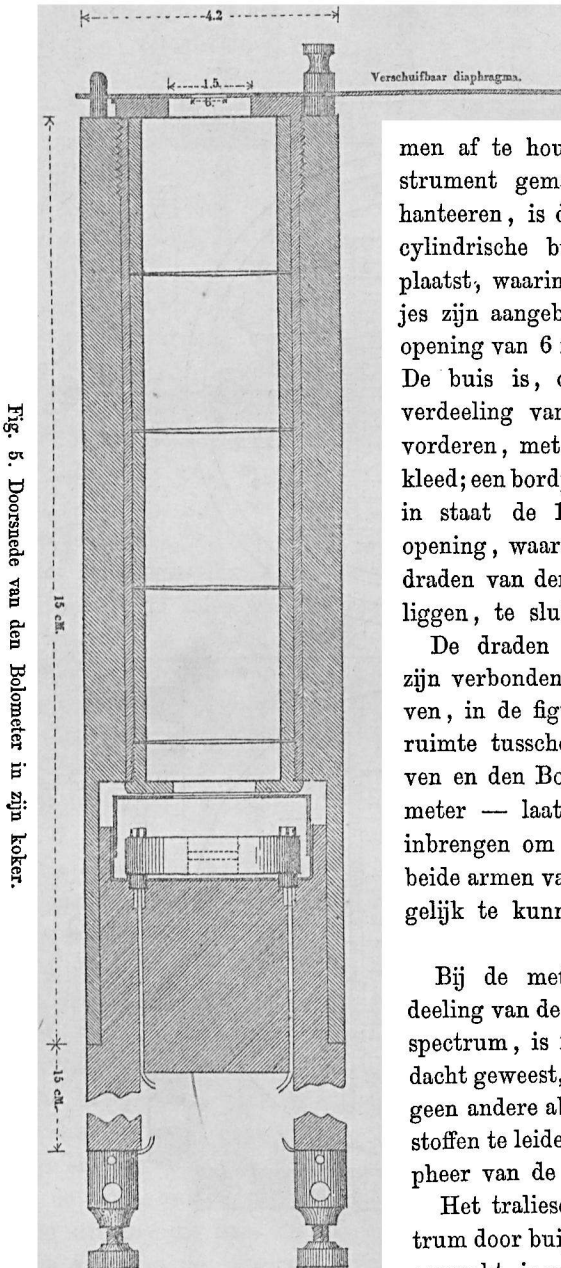 4.2
Verschuifbaar diaphragma.
1.5
6
15 cM.
15 cM.
Fig. 5. Doorsnede van den Bolometer in zijn koker.
men af te hou
strument gem
hanteeren, is d
cylindrische b
plaatst, waarin
jes zijn aangeb
opening van 6
De buis is,
verdeeling van
vorderen, met
kleed; een bord
in staat de
opening, waar
draden van der
liggen, te slu
De draden
zijn verbonden
ven, in de fig
ruimte tussche
ven en den Bo
meter — laat
inbrengen om
beide armen va
gelijk te kunn
Bij de met
deeling van de
spectrum, is
dacht geweest,
geen andere al
stoffen te leide
pheer van de
Het traliesc
trum door bui